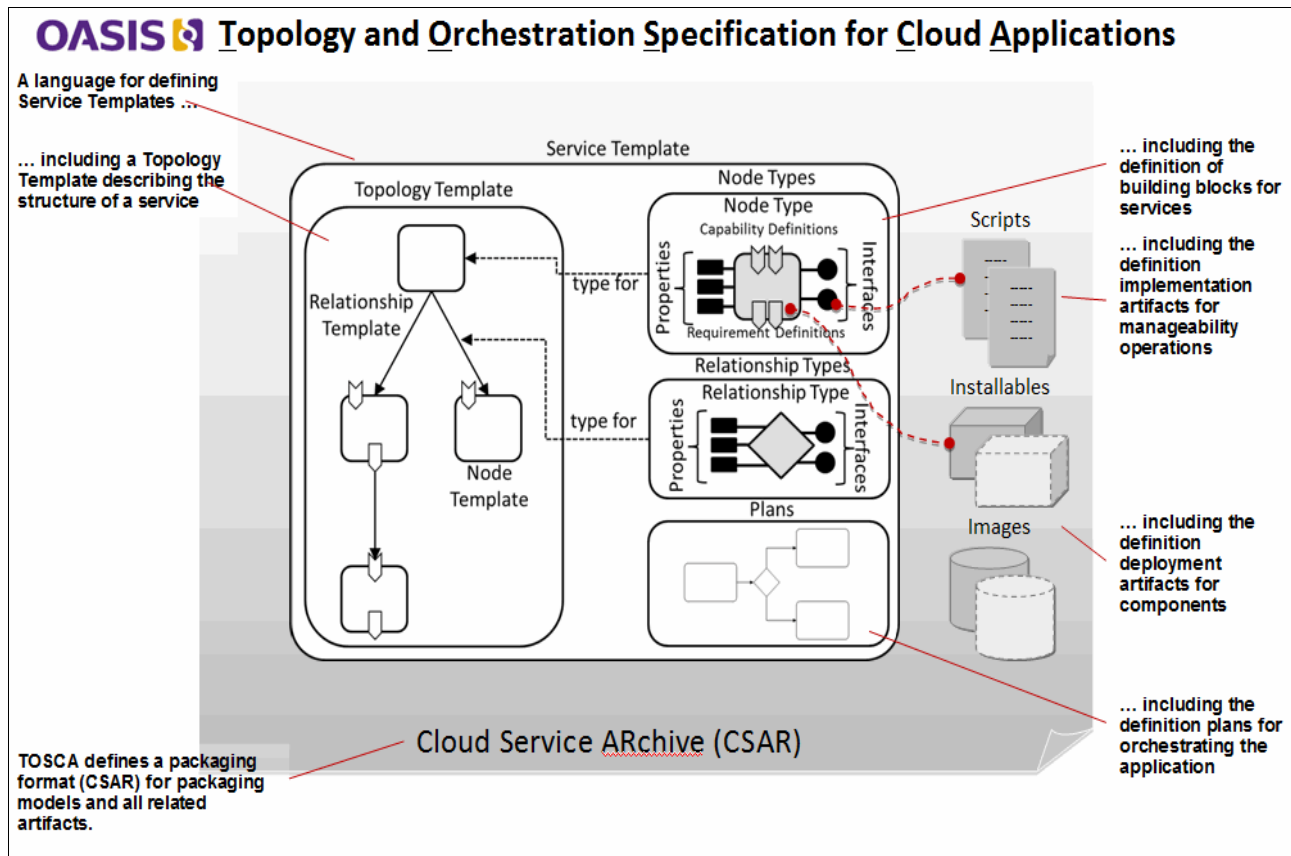 OASIS Topology and Orchestration Specification for Cloud Applications
A language for defining
Service Templates …
… including a Topology
Template describing the
structure of a service
Service Template
Topology Template
Relationship
Template
Node
Template
type for
type for
Node Types
Node Type
Capability Definitions
Properties
Interfaces
Requirement Definitions
Relationship Types
Relationship Type
Properties
Interfaces
Plans
Scripts
Installables
Images
… including the
definition of
building blocks for
services
… including the
definition
implementation
artifacts for
manageability
operations
… including the
definition
deployment
artifacts for
components
… including the
definition plans for
orchestrating the
application
Cloud Service ARchive (CSAR)
TOSCA defines a packaging
format (CSAR) for packaging
models and all related
artifacts.